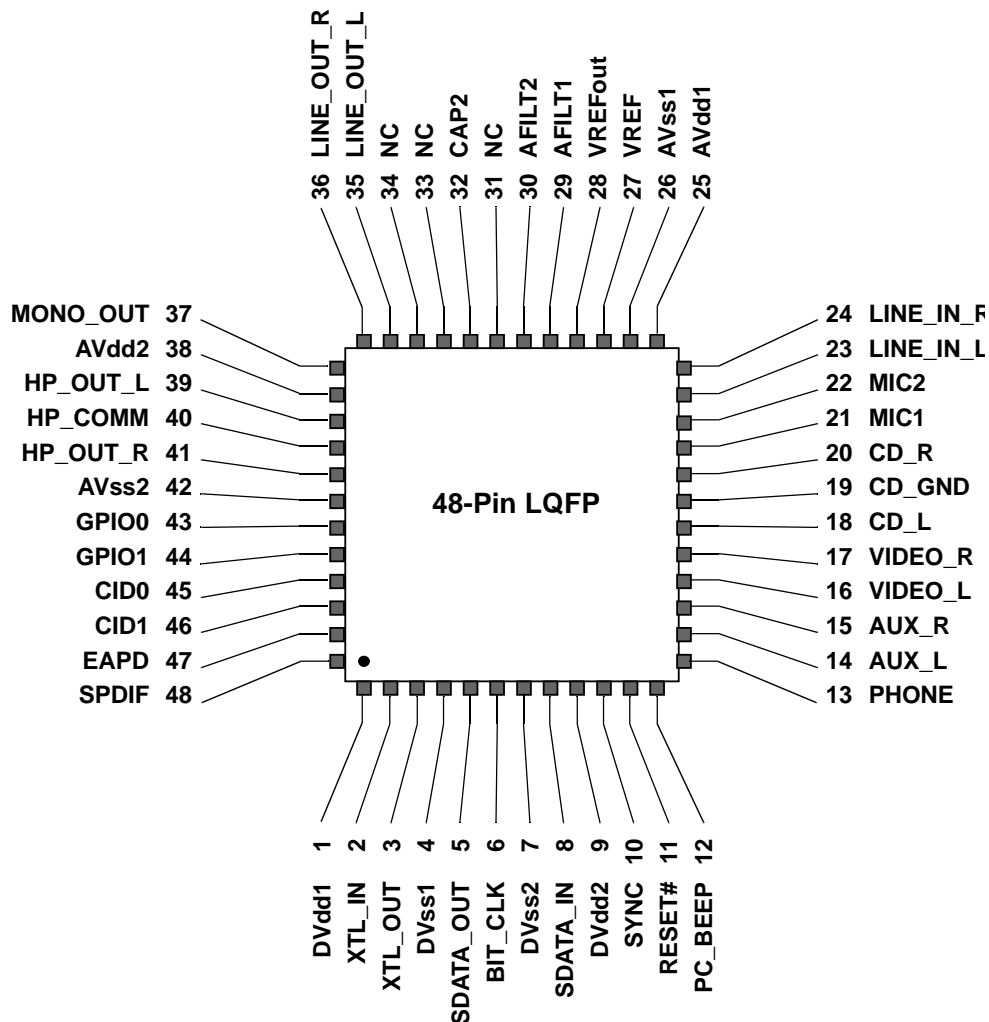 36 LINE_OUT_R
35 LINE_OUT_L
34 NC
33 NC
32 CAP2
31 NC
30 AFILT2
29 AFILT1
28 VREFout
27 VREF
26 AVss1
25 AVdd1
MONO_OUT 37
AVdd2 38
HP_OUT_L 39
HP_COMM 40
HP_OUT_R 41
AVss2 42
GPIO0 43
GPIO1 44
CID0 45
CID1 46
EAPD 47
SPDIF 48
48-Pin LQFP
24 LINE_IN_R
23 LINE_IN_L
22 MIC2
21 MIC1
20 CD_R
19 CD_GND
18 CD_L
17 VIDEO_R
16 VIDEO_L
15 AUX_R
14 AUX_L
13 PHONE
DVdd1 1
XTL_IN 2
XTL_OUT 3
DVss1 4
SDATA_OUT 5
BIT_CLK 6
DVss2 7
SDATA_IN 8
DVdd2 9
SYNC 10
RESET# 11
PC_BEEP 12